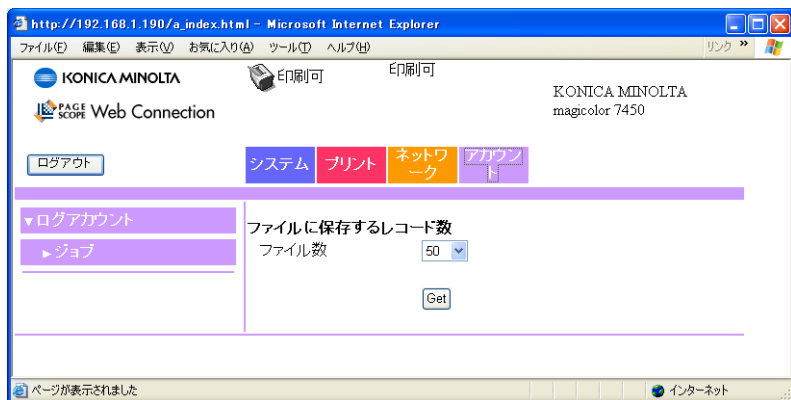 http://192.168.1.190/a_index.html - Microsoft Internet Explorer
ファイル(F) 編集(E) 表示(V) お気に入り(A) ツール(T) ヘルプ(H) リンク »
KONICA MINOLTA
印刷可
印刷可
KONICA MINOLTA
magicolor 7450
PAGE SCOPE Web Connection
ログアウト
システム
プリント
ネットワ
ーク
アカウン
ト
▼ログアカウント
►ジョブ
ファイルに保存するレコード数
ファイル数 50
Get
ページが表示されました インターネット